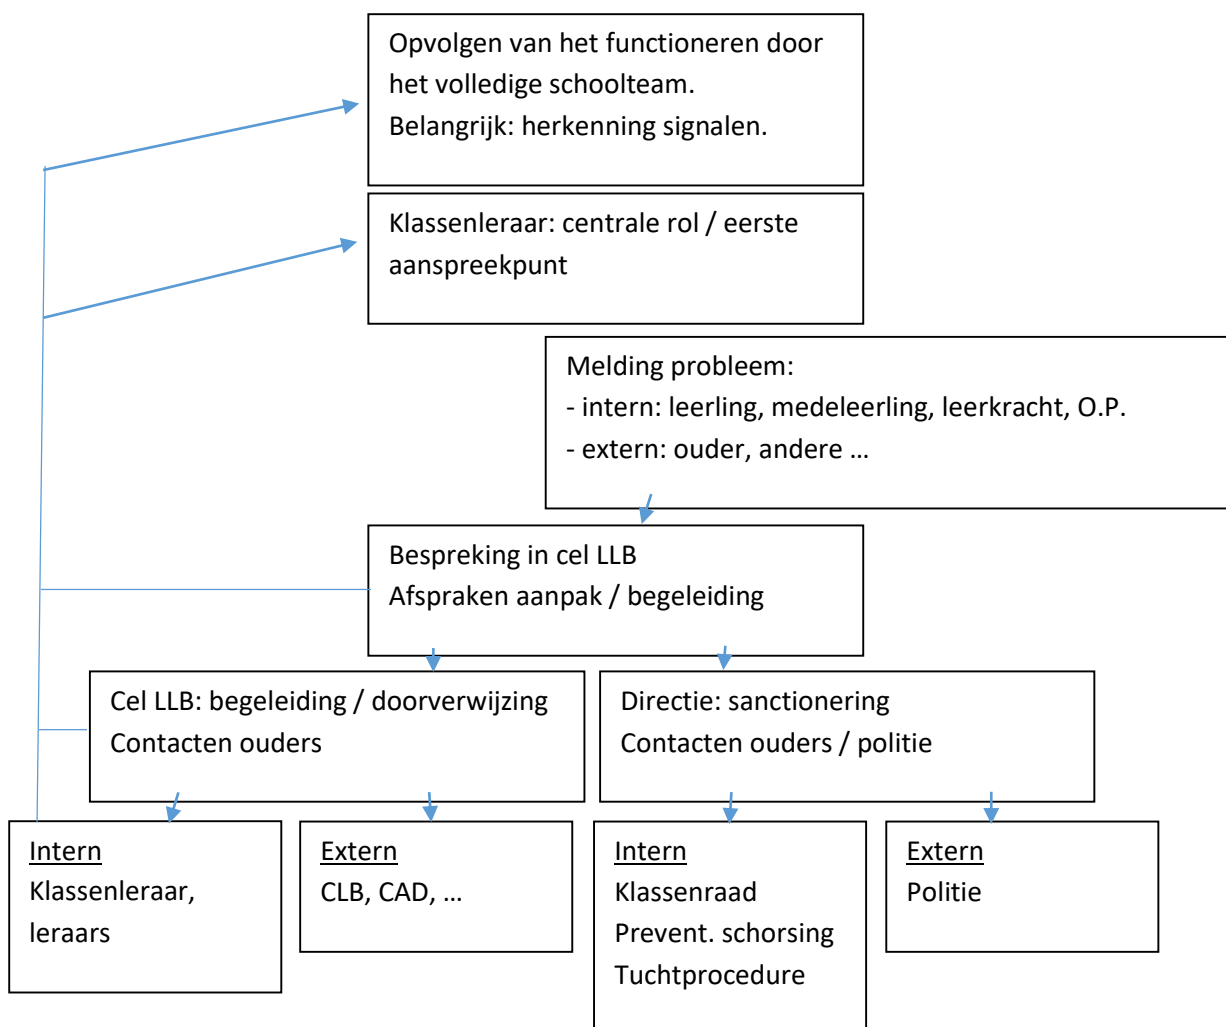 Opvolgen van het functioneren door
het volledige schoolteam.
Belangrijk: herkenning signalen.
Klassenleraar: centrale rol / eerste
aanspreekpunt
Melding probleem:
- intern: leerling, medeleerling, leerkracht, O.P.
- extern: ouder, andere …
Bespreking in cel LLB
Afspraken aanpak / begeleiding
Cel LLB: begeleiding / doorverwijzing
Contacten ouders
Directie: sanctionering
Contacten ouders / politie
Intern
Klassenleraar,
leraars
Extern
CLB, CAD, …
Intern
Klassenraad
Prevent. schorsing
Tuchtprocedure
Extern
Politie